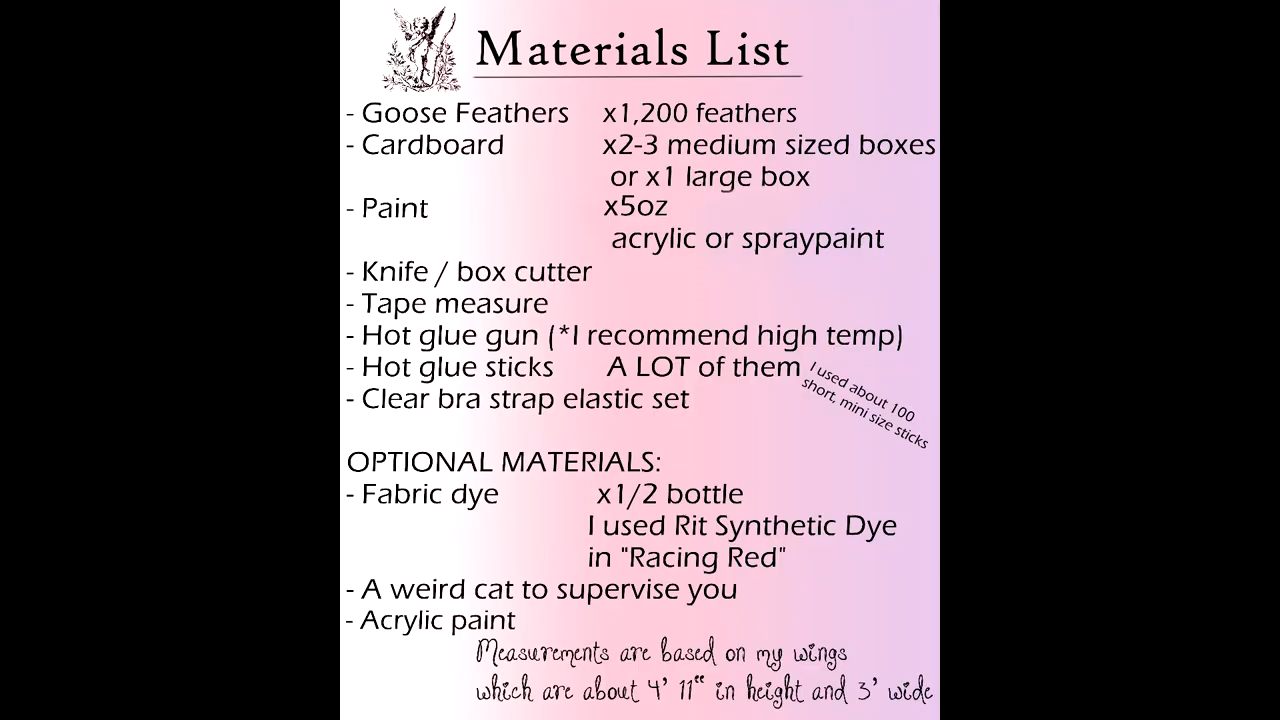 Materials List
- Goose Feathers x1,200 feathers
- Cardboard x2-3 medium sized boxes
or x1 large box
- Paint x5oz
acrylic or spraypaint
- Knife / box cutter
- Tape measure
- Hot glue gun (*I recommend high temp)
- Hot glue sticks A LOT of them
I used about 100
short, mini size sticks
- Clear bra strap elastic set
OPTIONAL MATERIALS:
- Fabric dye x1/2 bottle
I used Rit Synthetic Dye
in "Racing Red"
- A weird cat to supervise you
- Acrylic paint
Measurements are based on my wings
which are about 4' 11" in height and 3' wide